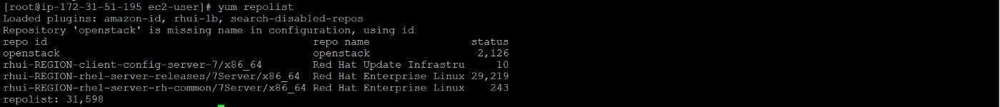 [root@ip-172-31-51-195 ec2-user]# yum repolist
Loaded plugins: amazon-id, rhui-lb, search-disabled-repos
Repository 'openstack' is missing name in configuration, using id
repo id repo name status
openstack openstack 2,126
rhui-REGION-client-config-server-7/x86_64 Red Hat Update Infrastru 10
rhui-REGION-rhel-server-releases/7Server/x86_64 Red Hat Enterprise Linux 29,219
rhui-REGION-rhel-server-rh-common/7Server/x86_64 Red Hat Enterprise Linux 243
repolist: 31,598